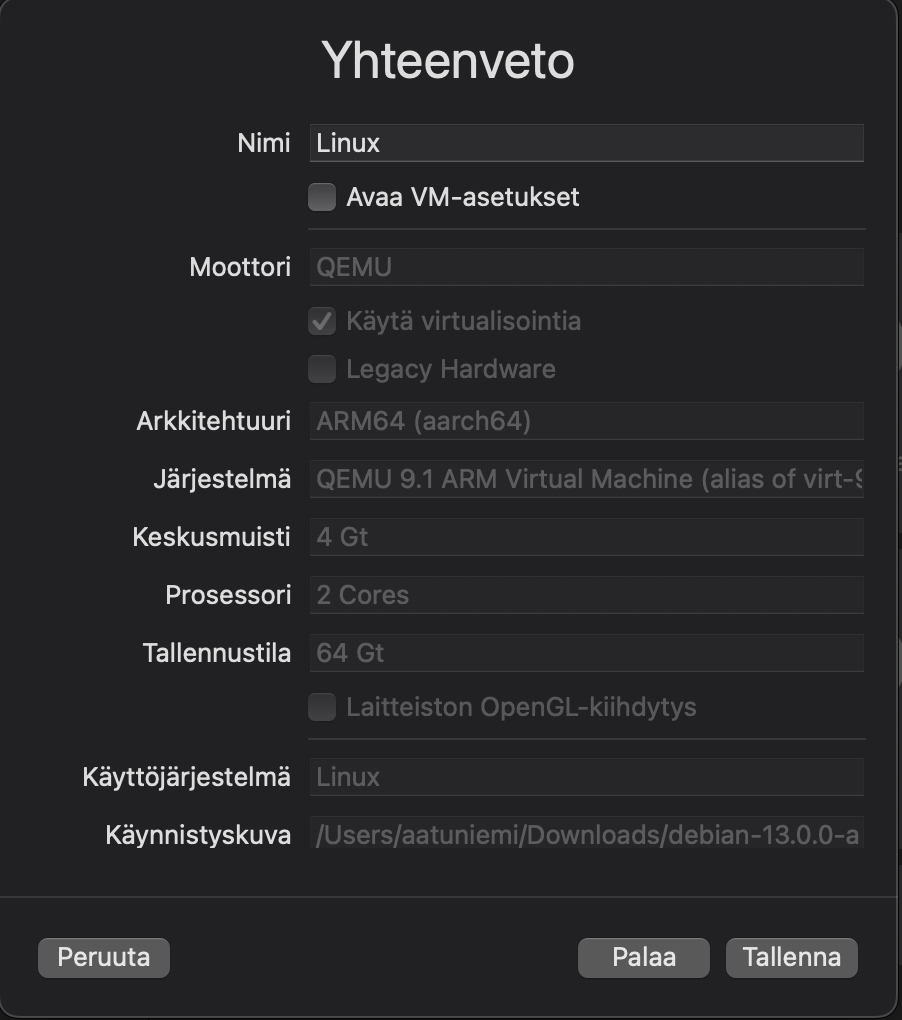 Yhteenveto
Nimi Linux
Avaa VM-asetukset
Moottori QEMU
Käytä virtualisointia
Legacy Hardware
Arkkitehtuuri ARM64 (aarch64)
Järjestelmä QEMU 9.1 ARM Virtual Machine (alias of virt-9
Keskusmuisti 4 Gt
Prosessori 2 Cores
Tallennustila 64 Gt
Laitteiston OpenGL-kiihdytys
Käyttöjärjestelmä Linux
Käynnistyskuva /Users/aatuniemi/Downloads/debian-13.0.0-a
Peruuta Palaa Tallenna